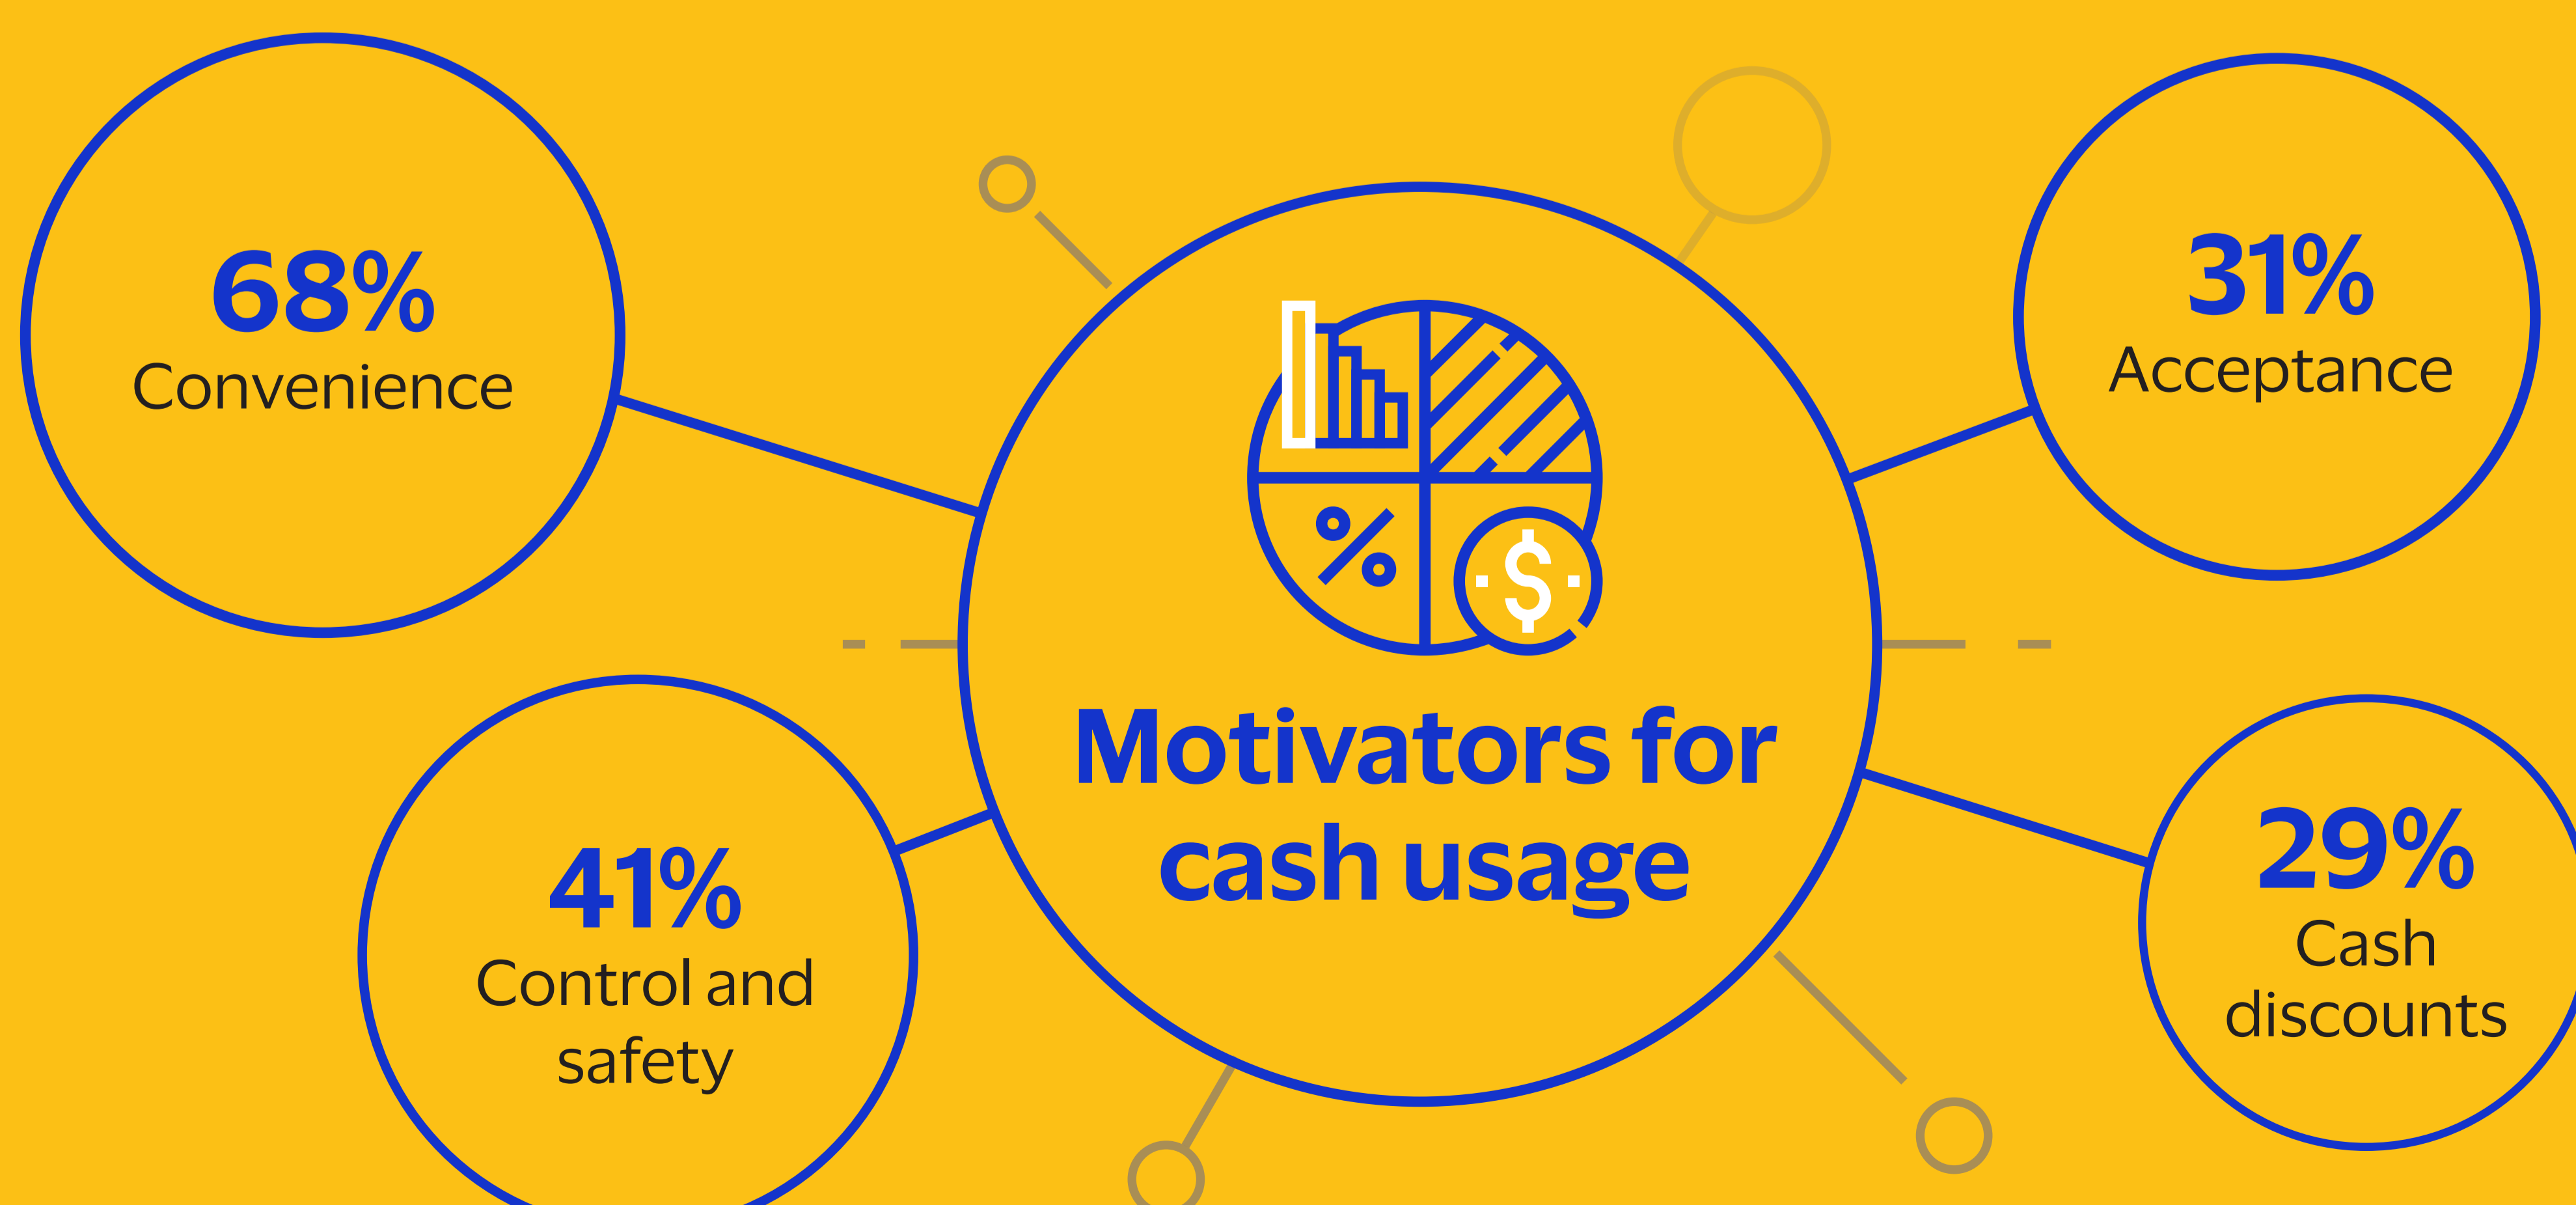 68%
Convenience
31%
Acceptance
%
$
Motivators for
cash usage
41%
Control and
safety
29%
Cash
discounts